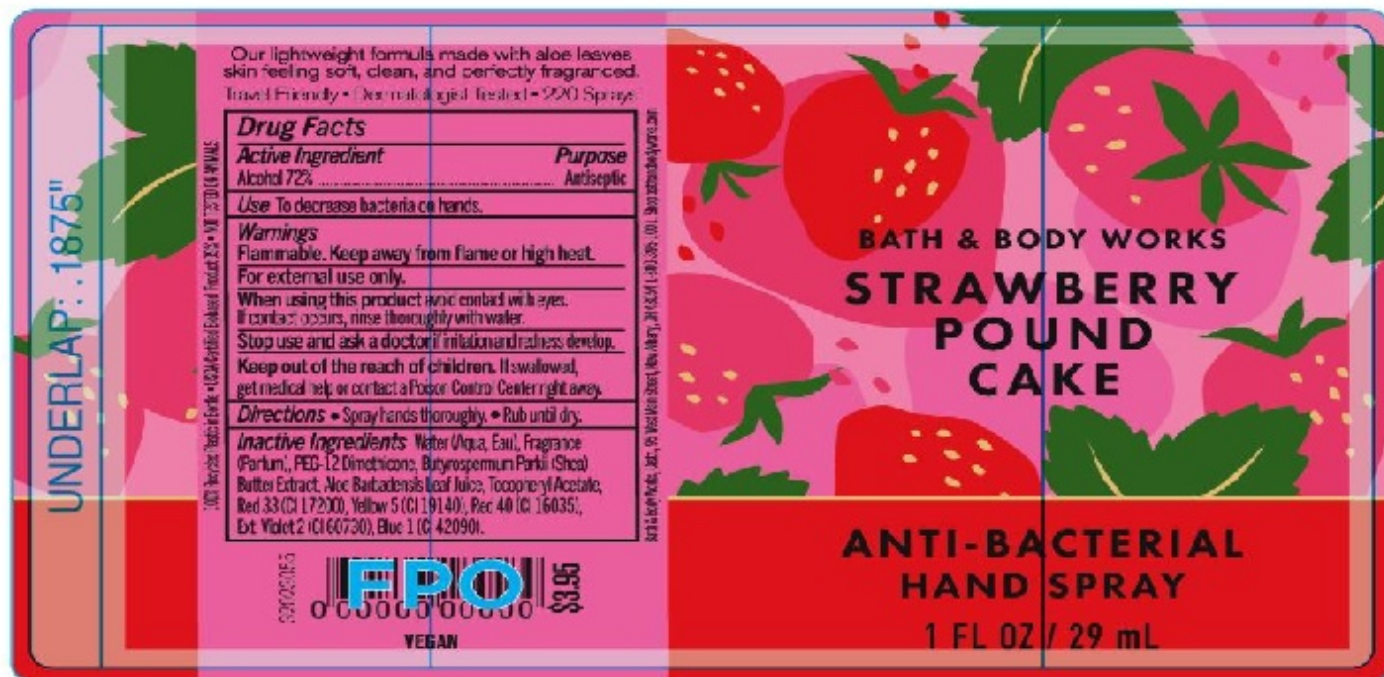 UNDERLAP: .1875"
Our lightweight formula made with aloe leaves
skin feeling soft, clean, and perfectly fragranced.
Travel Friendly • Dermatologist Tested • 220 Sprays
Drug Facts
Active Ingredient Purpose
Alcohol 72% Antiseptic
Use To decrease bacteria on hands.
Warnings
Flammable. Keep away from flame or high heat.
For external use only.
When using this product avoid contact with eyes.
If contact occurs, rinse thoroughly with water.
Stop use and ask a doctor if irritation and redness develop.
Keep out of the reach of children. If swallowed,
get medical help or contact a Poison Control Center right away.
Directions • Spray hands thoroughly. • Rub until dry.
Inactive Ingredients Water (Aqua, Eau), Fragrance
(Parfum), PEG-12 Dimethicone, Butyrospermum Parkii (Shea)
Butter Extract, Aloe Barbadensis Leaf Juice, Tocopheryl Acetate,
Red 33 (CI 17200), Yellow 5 (CI 19140), Red 40 (CI 16035),
Ext. Violet 2 (CI 60730), Blue 1 (CI 42090).
FPO
0 00000 00000 0
$3.95
VEGAN
BATH & BODY WORKS
STRAWBERRY
POUND
CAKE
ANTI-BACTERIAL
HAND SPRAY
1 FL OZ / 29 mL